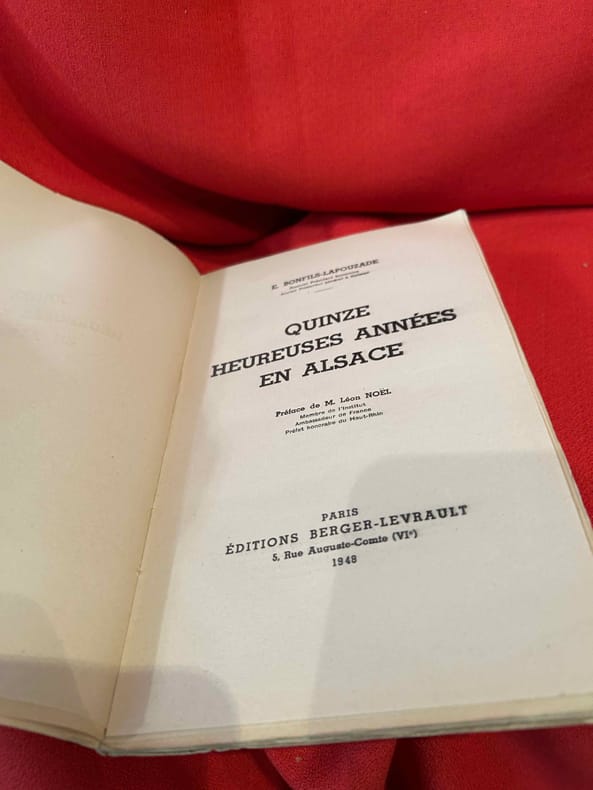 E. BONFILS-LAPOUZADE
QUINZE
HEUREUSES ANNÉES
EN ALSACE
Préface de M. Léon NOËL
Membre de l'Institut
Ambassadeur de France
Préfet honoraire du Haut-Rhin
PARIS
ÉDITIONS BERGER-LEVRAULT
5, Rue Auguste-Comte (VIᵉ)
1948